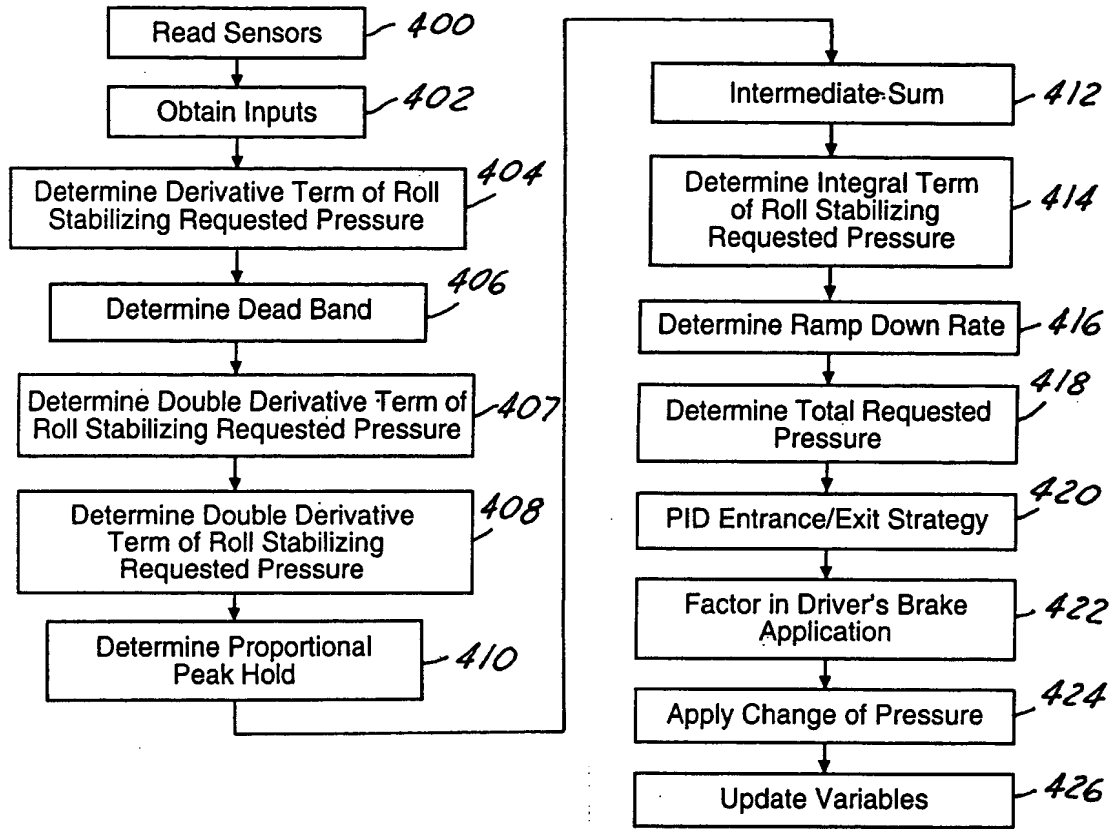 Read Sensors
400
Obtain Inputs
402
Determine Derivative Term of Roll
Stabilizing Requested Pressure
404
Determine Dead Band
406
Determine Double Derivative Term of
Roll Stabilizing Requested Pressure
407
Determine Double Derivative
Term of Roll Stabilizing
Requested Pressure
408
Determine Proportional
Peak Hold
410
Intermediate Sum
412
Determine Integral Term
of Roll Stabilizing
Requested Pressure
414
Determine Ramp Down Rate
416
Determine Total Requested
Pressure
418
PID Entrance/Exit Strategy
420
Factor in Driver's Brake
Application
422
Apply Change of Pressure
424
Update Variables
426